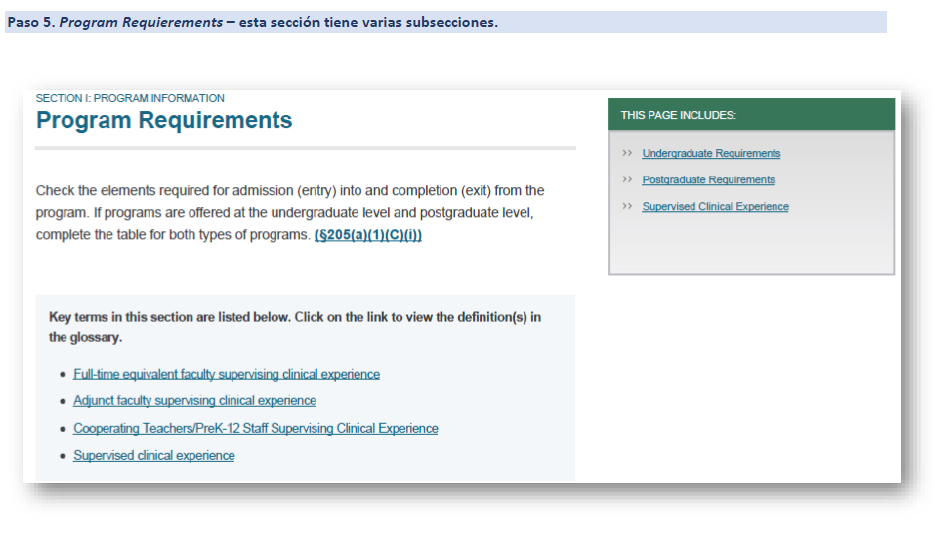 Paso 5. Program Requierements – esta sección tiene varias subsecciones.
SECTION I: PROGRAM INFORMATION
Program Requirements
Check the elements required for admission (entry) into and completion (exit) from the
program. If programs are offered at the undergraduate level and postgraduate level,
complete the table for both types of programs. (§205(a)(1)(C)(i))
Key terms in this section are listed below. Click on the link to view the definition(s) in
the glossary.
• Full-time equivalent faculty supervising clinical experience
• Adjunct faculty supervising clinical experience
• Cooperating Teachers/PreK-12 Staff Supervising Clinical Experience
• Supervised clinical experience
THIS PAGE INCLUDES:
>> Undergraduate Requirements
>> Postgraduate Requirements
>> Supervised Clinical Experience